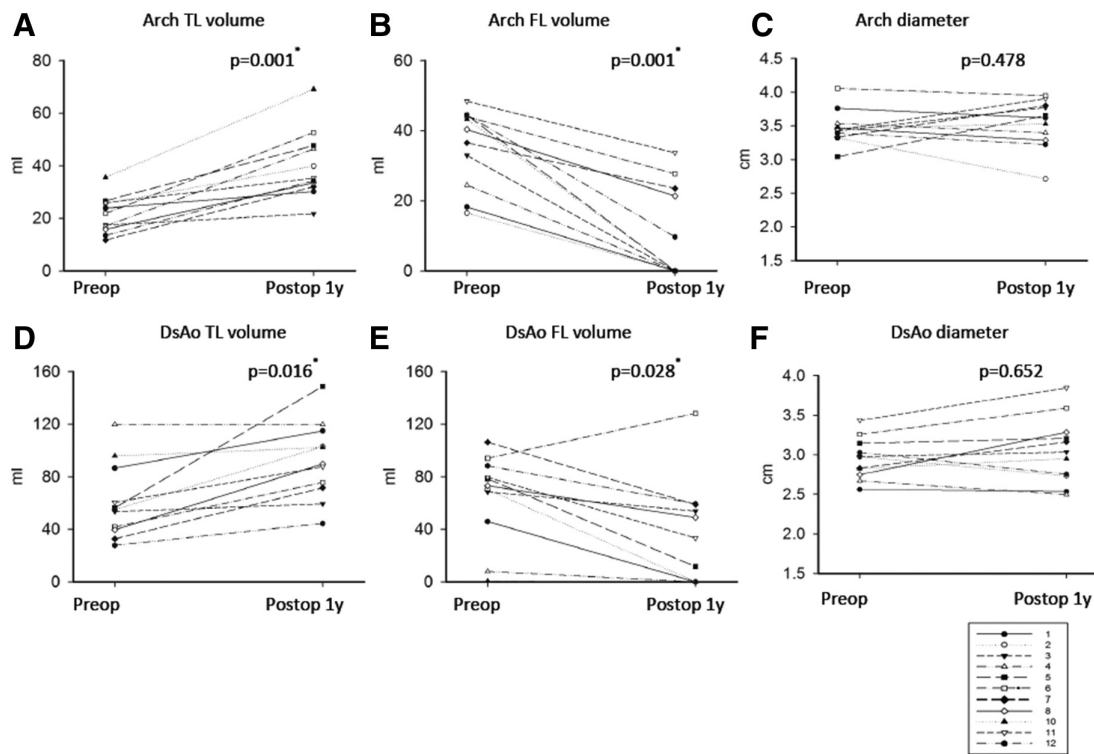 A Arch TL volume
p=0.001*
80
60
40
20
0
ml
Preop Postop 1y
B Arch FL volume
p=0.001*
60
40
20
0
ml
Preop Postop 1y
C Arch diameter
p=0.478
4.5
4.0
3.5
3.0
2.5
2.0
1.5
cm
Preop Postop 1y
D DsAo TL volume
p=0.016*
160
120
80
40
0
ml
Preop Postop 1y
E DsAo FL volume
p=0.028*
160
120
80
40
0
ml
Preop Postop 1y
F DsAo diameter
p=0.652
4.0
3.5
3.0
2.5
2.0
1.5
cm
Preop Postop 1y
1
2
3
4
5
6
7
8
10
11
12